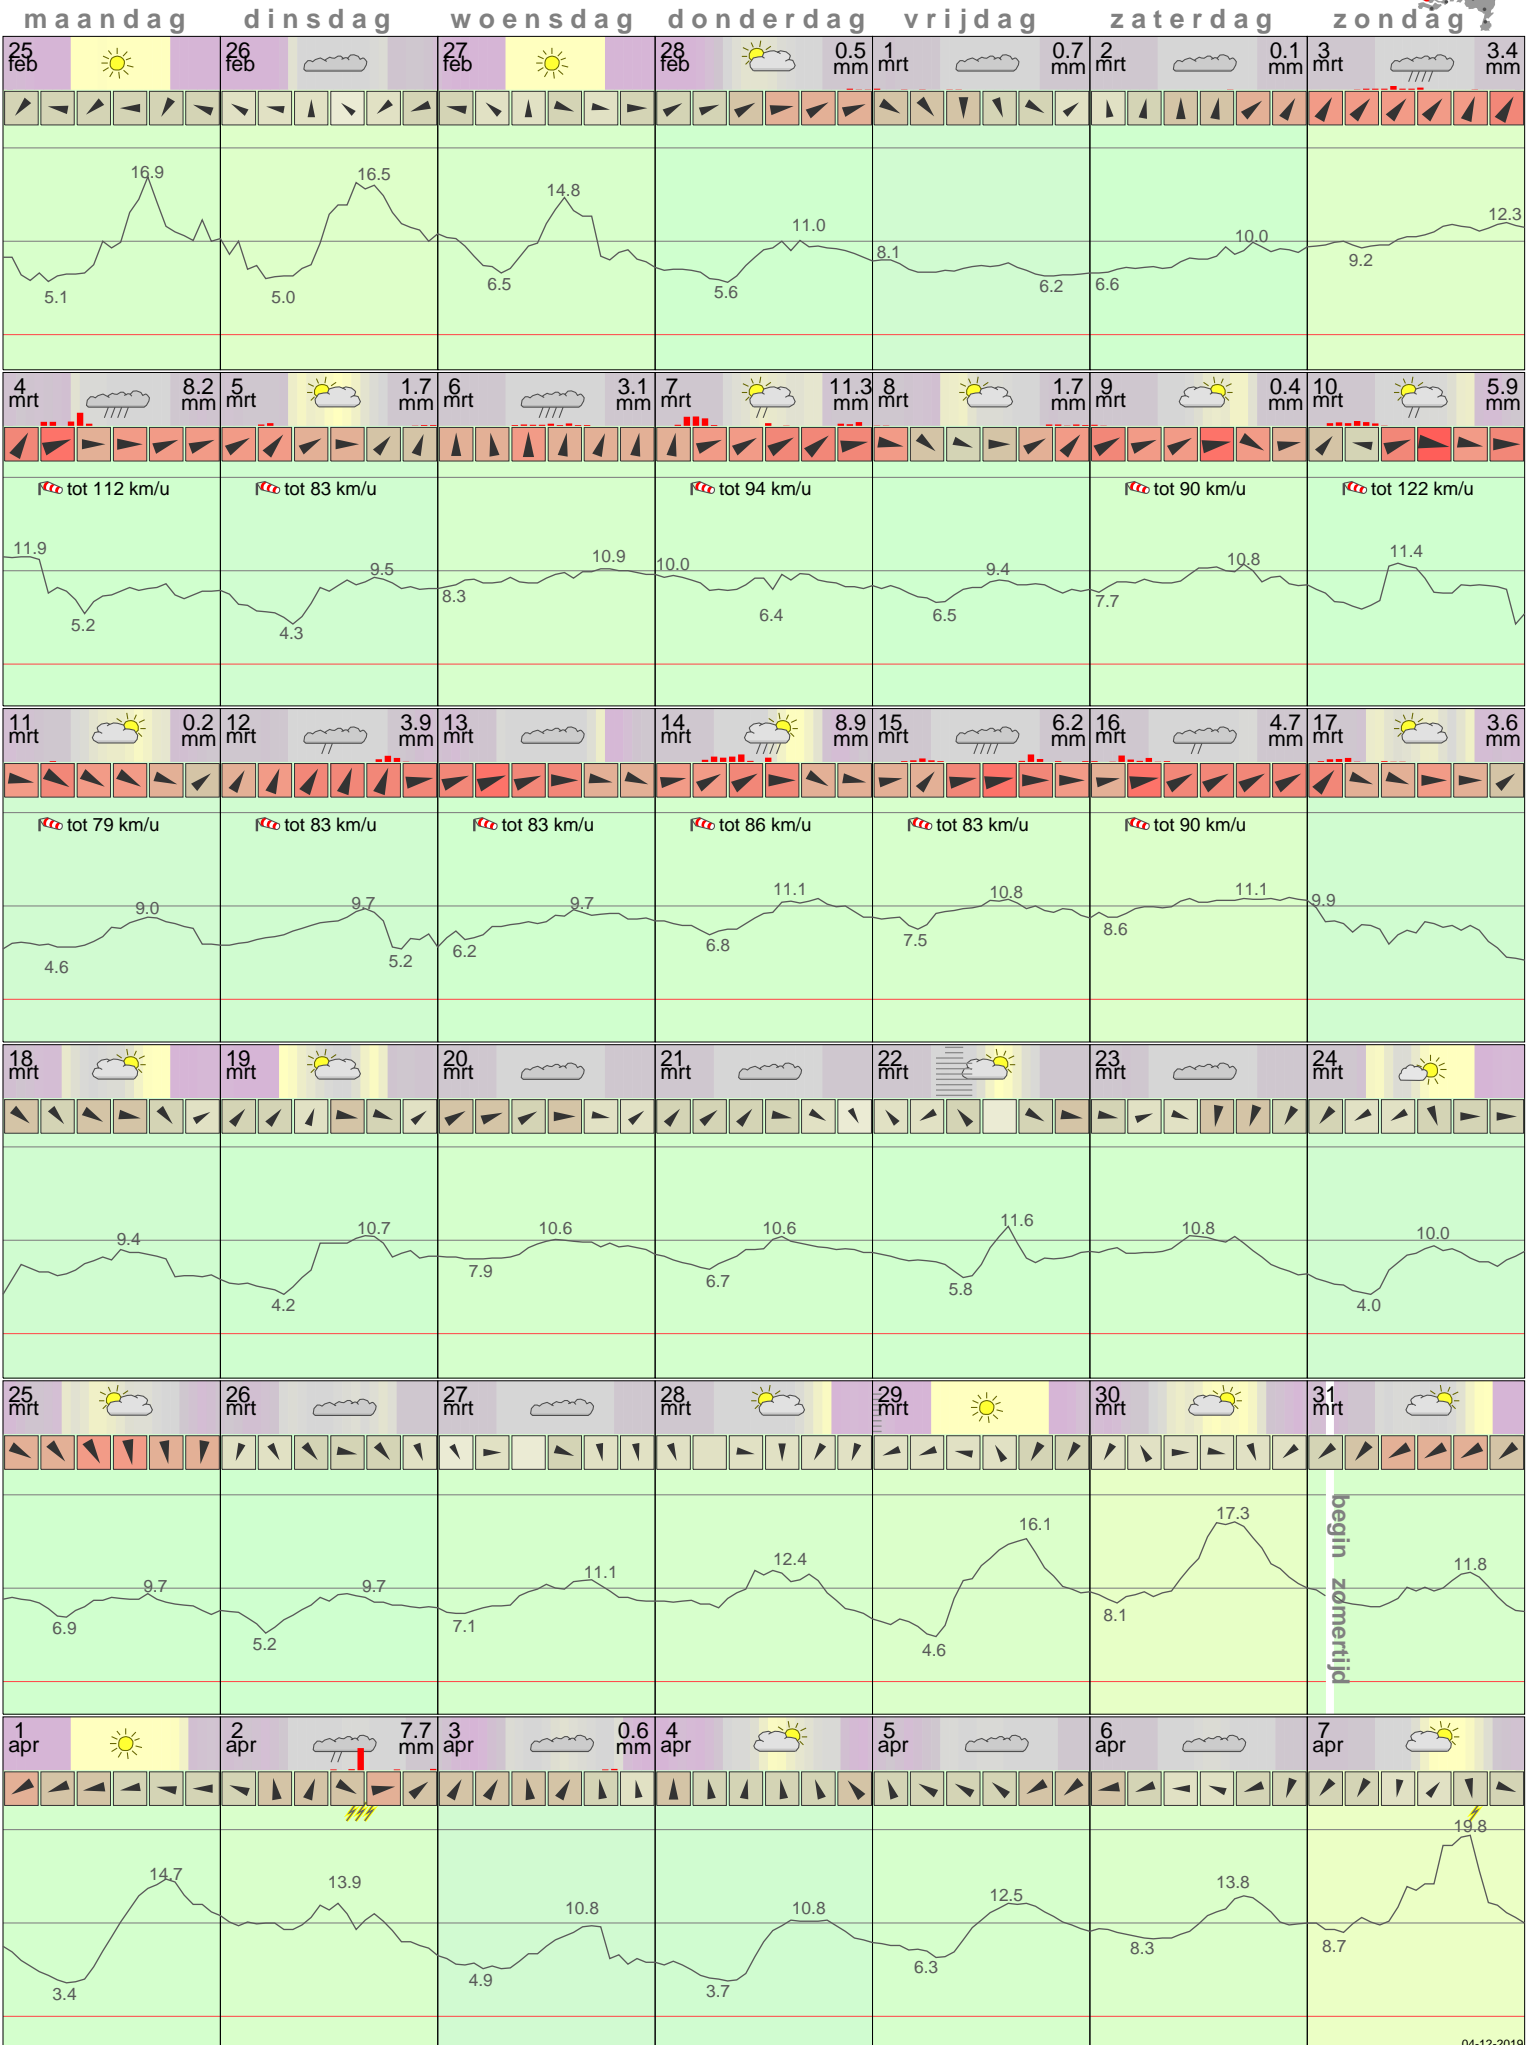 maandag dinsdag woensdag donderdag vrijdag zaterdag zondag
25 26 27 28 0.5 1 0.7 2 0.1 3 3.4
feb feb feb feb mm mrt mm mrt mm mrt mm
16.9 16.5 14.8 11.0 8.1 10.0 12.3
5.1 5.0 6.5 5.6 6.2 6.6 9.2
4 8.2 5 1.7 6 3.1 7 11.3 8 1.7 9 0.4 10 5.9
mrt mm mrt mm mrt mm mrt mm mrt mm mrt mm mrt mm
tot 112 km/u tot 83 km/u tot 94 km/u tot 90 km/u tot 122 km/u
11.9 9.5 10.9 10.0 9.4 10.8 11.4
5.2 4.3 8.3 6.4 6.5 7.7
11 0.2 12 3.9 13 14 8.9 15 6.2 16 4.7 17 3.6
mrt mm mrt mm mrt mrt mm mrt mm mrt mm mrt mm
tot 79 km/u tot 83 km/u tot 83 km/u tot 86 km/u tot 83 km/u tot 90 km/u
9.0 9.7 9.7 11.1 10.8 11.1 9.9
4.6 5.2 6.2 6.8 7.5 8.6
18 19 20 21 22 23 24
mrt mrt mrt mrt mrt mrt mrt
9.4 10.7 10.6 10.6 11.6 10.8 10.0
4.2 7.9 6.7 5.8 4.0
25 26 27 28 29 30 31
mrt mrt mrt mrt mrt mrt mrt
9.7 9.7 11.1 12.4 16.1 17.3 11.8
6.9 5.2 7.1 4.6 8.1
begin zomertijd
1 2 7.7 3 0.6 4 5 6 7
apr apr mm apr mm apr apr apr apr
14.7 13.9 10.8 10.8 12.5 13.8 19.8
3.4 4.9 3.7 6.3 8.3 8.7
04-12-2019